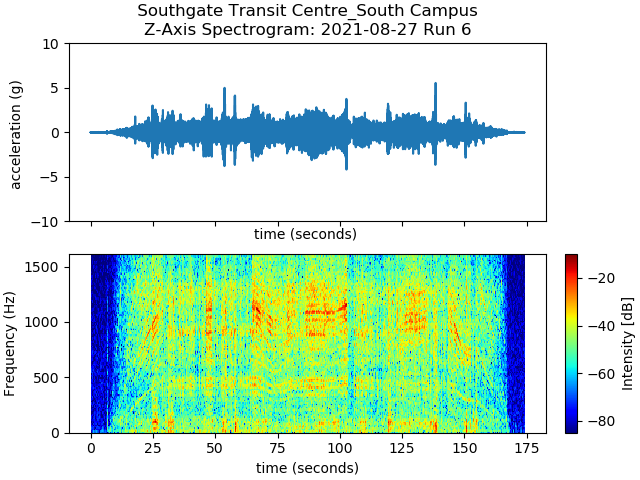 Southgate Transit Centre_South Campus
Z-Axis Spectrogram: 2021-08-27 Run 6
10
5
0
−5
−10
acceleration (g)
time (seconds)
1500
1000
500
0
Frequency (Hz)
0 25 50 75 100 125 150 175
time (seconds)
−20
−40
−60
−80
Intensity [dB]